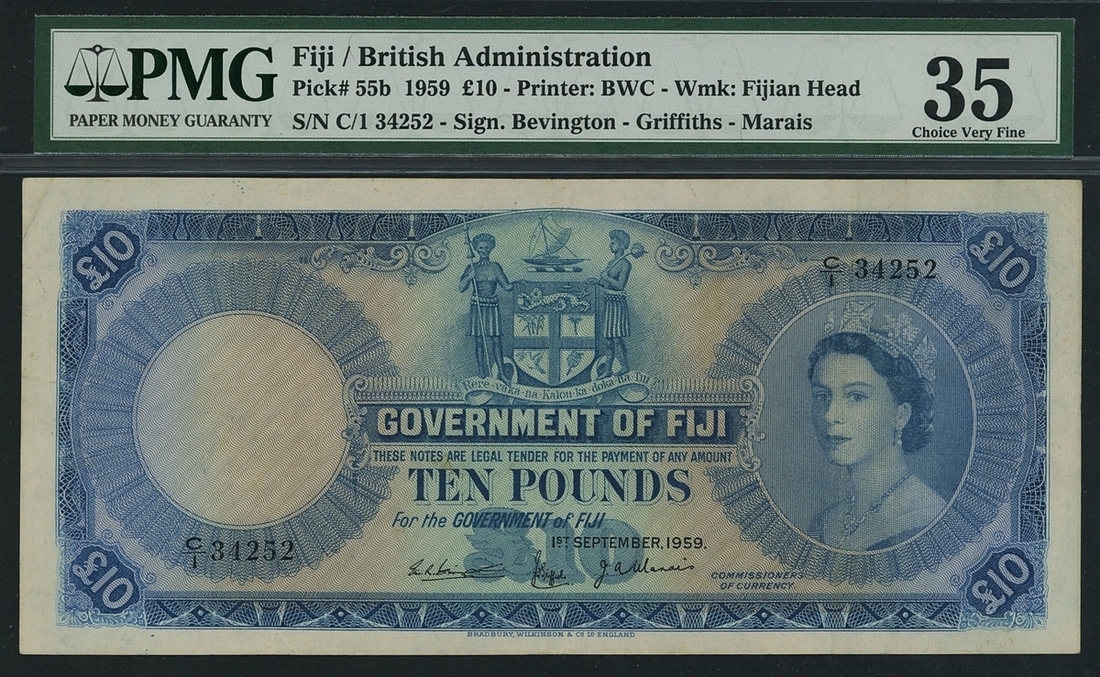 PMG
PAPER MONEY GUARANTY
Fiji / British Administration
Pick# 55b 1959 £10 - Printer: BWC - Wmk: Fijian Head
S/N C/1 34252 - Sign. Bevington - Griffiths - Marais
35
Choice Very Fine
£10
£10
C/1 34252
Rere·vaka·na·Kalou·ka·doka·na·Tui
GOVERNMENT OF FIJI
THESE NOTES ARE LEGAL TENDER FOR THE PAYMENT OF ANY AMOUNT
TEN POUNDS
For the GOVERNMENT of FIJI
1ST SEPTEMBER, 1959.
C/1 34252
J A Marais
COMMISSIONERS
OF CURRENCY
£10
£10
BRADBURY, WILKINSON & Co LD ENGLAND